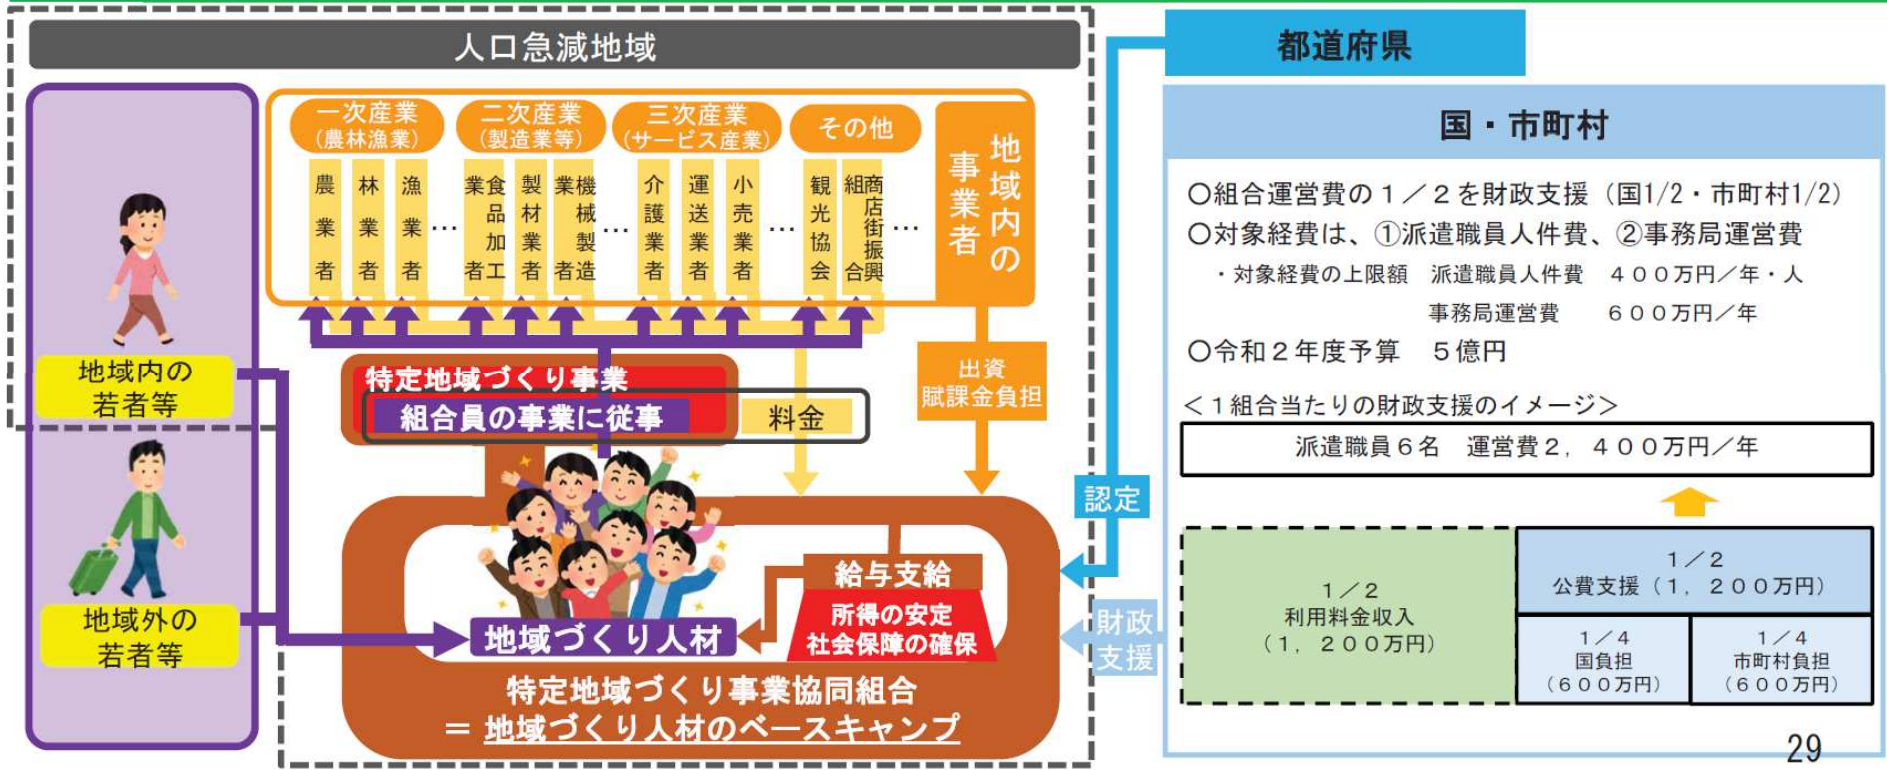 人口急減地域
一次産業
(農林漁業)
二次産業
(製造業等)
三次産業
(サービス産業)
その他
地域内の
事業者
農業者
林業者
漁業者
…
食品加工
業者
製材業者
機械製造
業者
…
介護業者
運送業者
小売業者
…
観光協会
商店街振興
組合
…
地域内の
若者等
地域外の
若者等
特定地域づくり事業
組合員の事業に従事
料金
出資
賦課金負担
給与支給
所得の安定
社会保障の確保
地域づくり人材
特定地域づくり事業協同組合
＝ 地域づくり人材のベースキャンプ
認定
財政
支援
都道府県
国・市町村
〇組合運営費の１／２を財政支援（国1/2・市町村1/2）
〇対象経費は、①派遣職員人件費、②事務局運営費
・対象経費の上限額　派遣職員人件費　４００万円／年・人
事務局運営費　６００万円／年
〇令和２年度予算　５億円
＜１組合当たりの財政支援のイメージ＞
派遣職員６名　運営費２，４００万円／年
１／２
利用料金収入
（１，２００万円）
１／２
公費支援（１，２００万円）
１／４
国負担
（６００万円）
１／４
市町村負担
（６００万円）
29